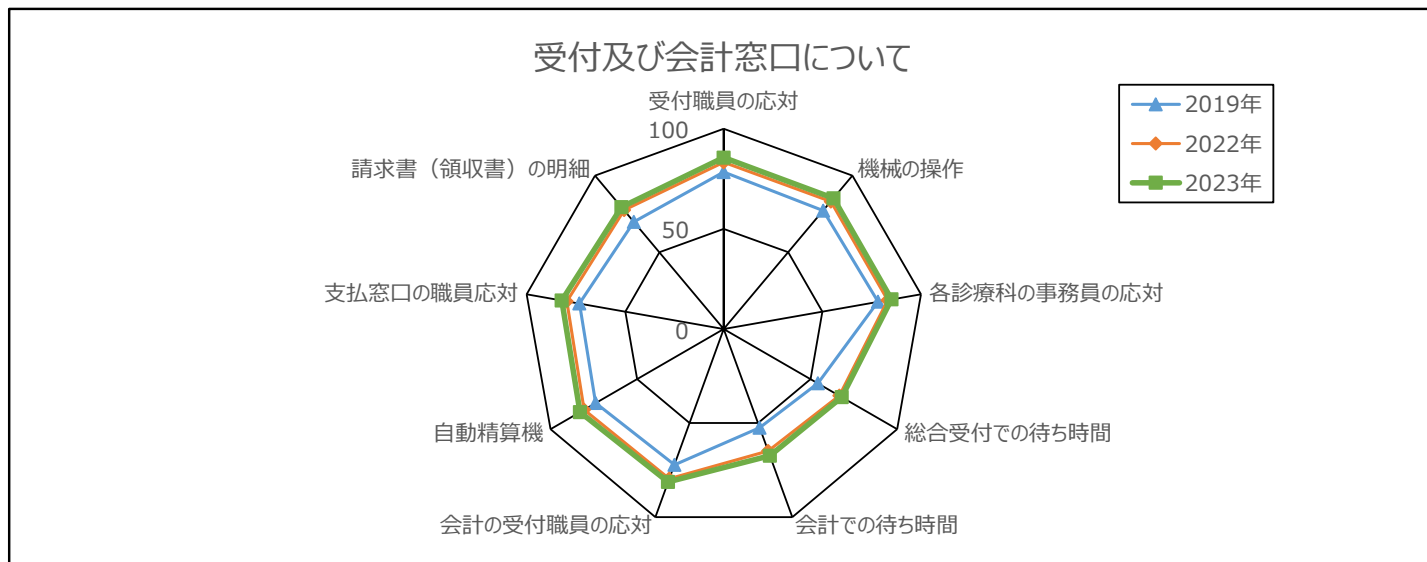 受付及び会計窓口について
受付職員の応対
機械の操作
各診療科の事務員の応対
総合受付での待ち時間
会計での待ち時間
会計の受付職員の応対
自動精算機
支払窓口の職員応対
請求書（領収書）の明細
100
50
0
2019年
2022年
2023年